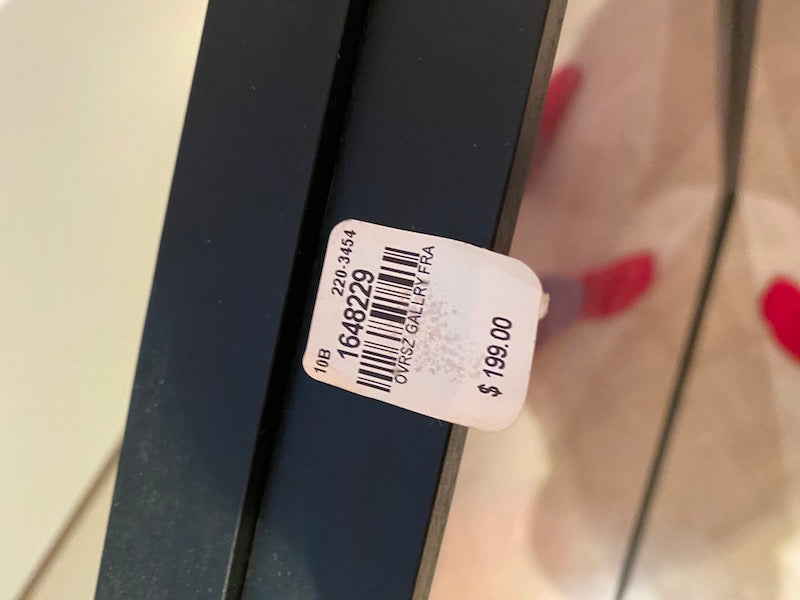 10B 220-3454
1648229
OVRSZ GALLRY FRA
$ 199.00